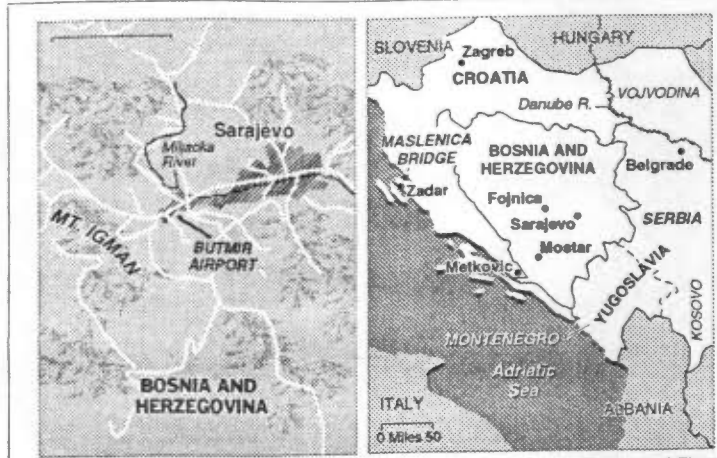 Sarajevo
Miljacka
River
MT. IGMAN
BUTMIR
AIRPORT
BOSNIA AND
HERZEGOVINA
SLOVENIA
HUNGARY
Zagreb
CROATIA
VOJVODINA
Danube R.
MASLENICA
BRIDGE
BOSNIA AND
HERZEGOVINA
Belgrade
Zadar
Fojnica
Sarajevo
SERBIA
Mostar
Metkovic
YUGOSLAVIA
KOSOVO
MONTENEGRO
Adriatic
Sea
ITALY
ALBANIA
0 Miles 50